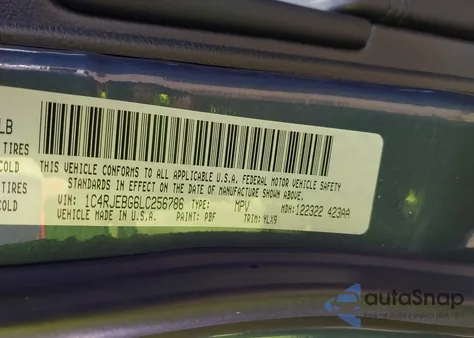 LB
TIRES
COLD
TIRES
COLD
THIS VEHICLE CONFORMS TO ALL APPLICABLE U.S.A. FEDERAL MOTOR VEHICLE SAFETY
STANDARDS IN EFFECT ON THE DATE OF MANUFACTURE SHOWN ABOVE.
VIN: 1C4RJEBG6LC256786 TYPE: MPV MDH: 122322 423AA
VEHICLE MADE IN U.S.A. PAINT: PBF TRIM: YLX9
autaSnap